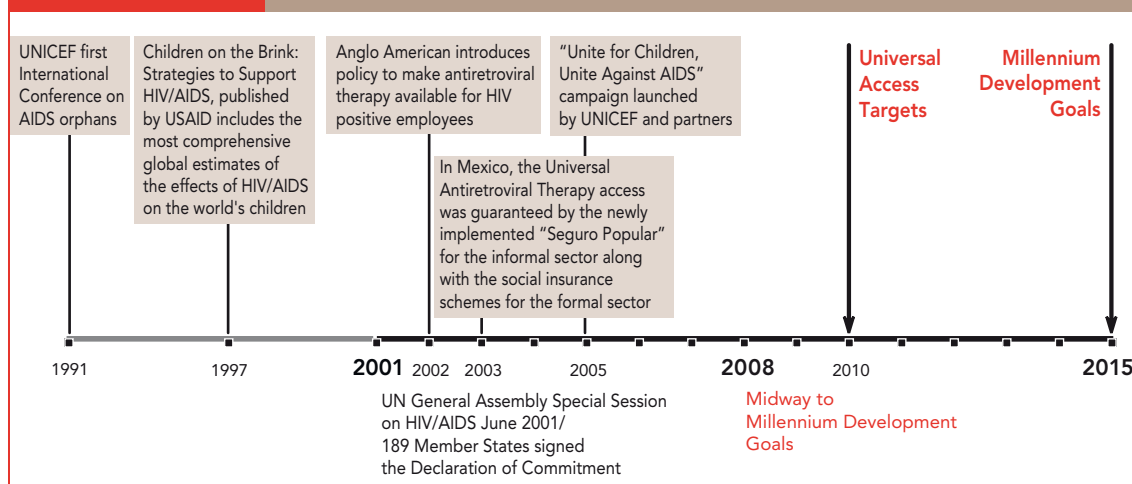 UNICEF first
International
Conference on
AIDS orphans
Children on the Brink:
Strategies to Support
HIV/AIDS, published
by USAID includes the
most comprehensive
global estimates of
the effects of HIV/AIDS
on the world's children
Anglo American introduces
policy to make antiretroviral
therapy available for HIV
positive employees
“Unite for Children,
Unite Against AIDS”
campaign launched
by UNICEF and partners
In Mexico, the Universal
Antiretroviral Therapy access
was guaranteed by the newly
implemented “Seguro Popular”
for the informal sector along
with the social insurance
schemes for the formal sector
Universal
Access
Targets
Millennium
Development
Goals
1991 1997 2001 2002 2003 2005 2008 2010 2015
UN General Assembly Special Session
on HIV/AIDS June 2001/
189 Member States signed
the Declaration of Commitment
Midway to
Millennium Development
Goals